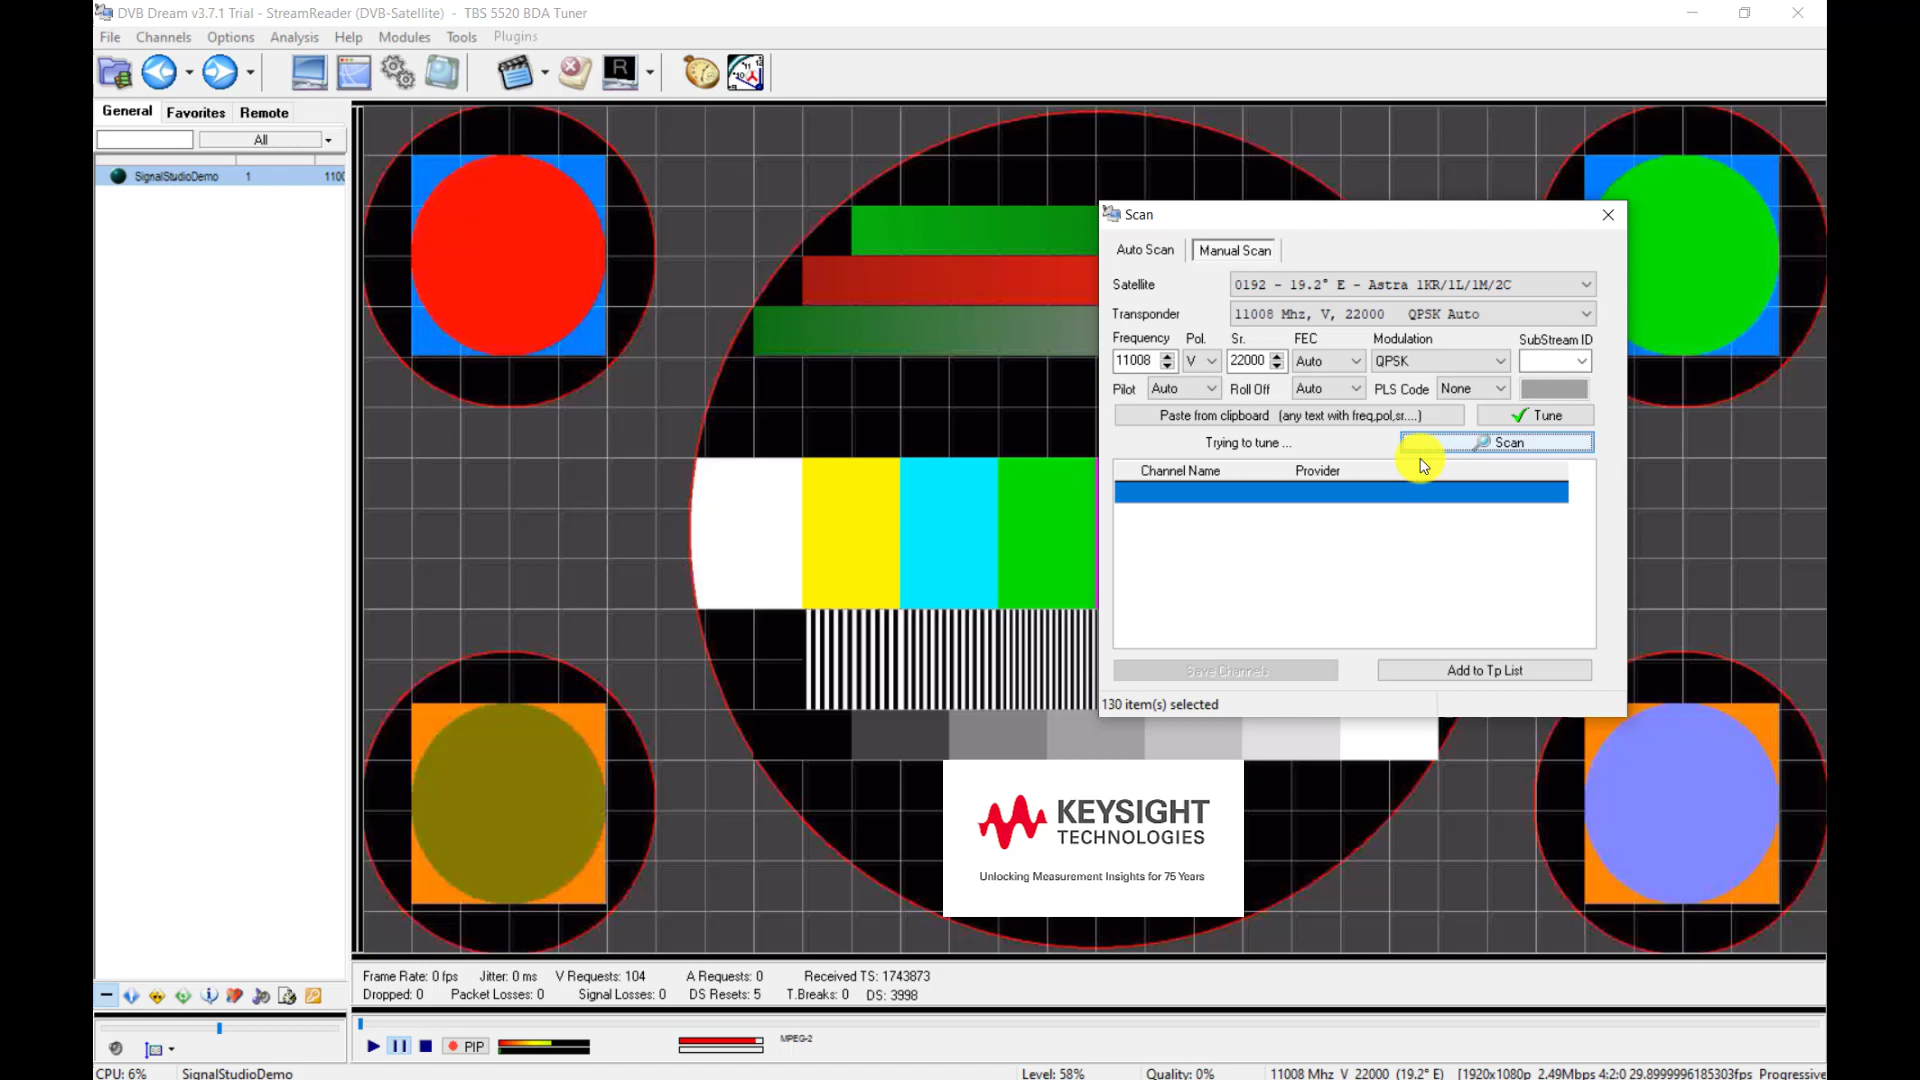 DVB Dream v3.7.1 Trial - StreamReader (DVB-Satellite) - TBS 5520 BDA Tuner
File Channels Options Analysis Help Modules Tools Plugins
R
General Favorites Remote
All
SignalStudioDemo 1 1100
Scan
Auto Scan Manual Scan
Satellite 0192 - 19.2° E - Astra 1KR/1L/1M/2C
Transponder 11008 Mhz, V, 22000 QPSK Auto
Frequency Pol. Sr. FEC Modulation SubStream ID
11008 V 22000 Auto QPSK
Pilot Auto Roll Off Auto PLS Code None
Paste from clipboard (any text with freq,pol,sr....) Tune
Trying to tune ... Scan
Channel Name Provider
Save Channels Add to Tp List
130 item(s) selected
KEYSIGHT
TECHNOLOGIES
Unlocking Measurement Insights for 75 Years
Frame Rate: 0 fps Jitter: 0 ms V Requests: 104 A Requests: 0 Received TS: 1743873
Dropped: 0 Packet Losses: 0 Signal Losses: 0 DS Resets: 5 T.Breaks: 0 DS: 3998
PIP MPEG-2
CPU: 6% SignalStudioDemo Level: 58% Quality: 0% 11008 Mhz V 22000 (19.2° E) [1920x1080p 2.49Mbps 4:2:0 29.8999996185303fps Progressive